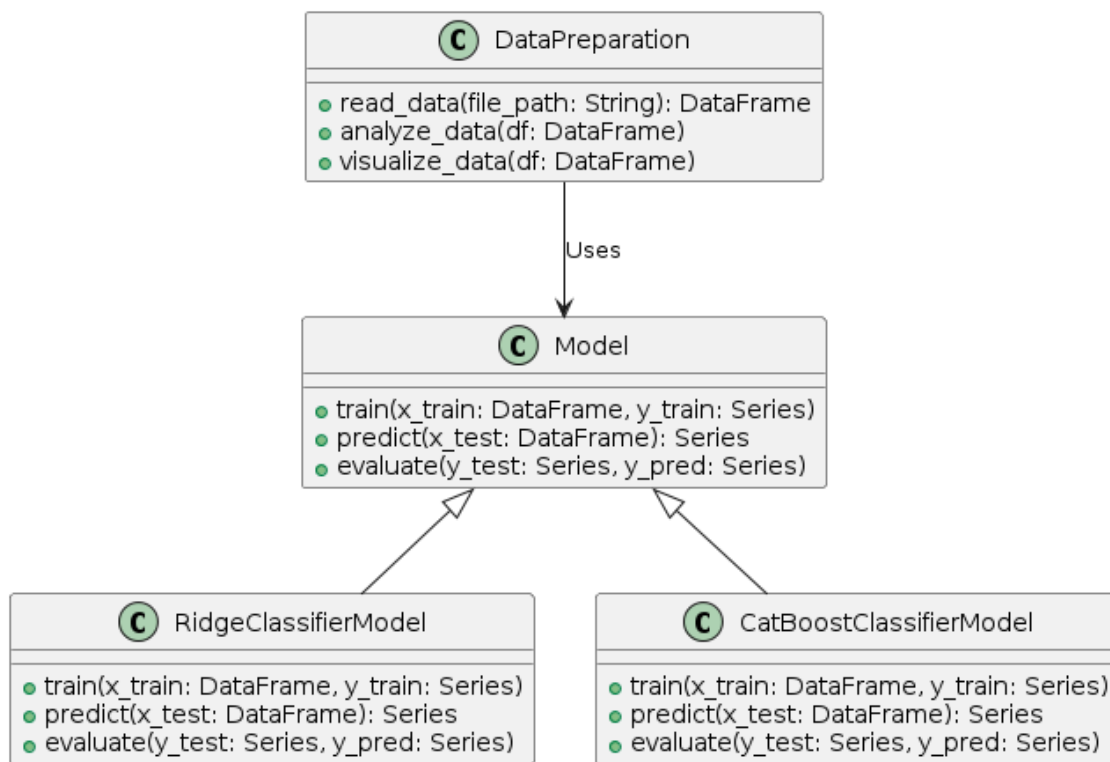 C DataPreparation
read_data(file_path: String): DataFrame
analyze_data(df: DataFrame)
visualize_data(df: DataFrame)
Uses
C Model
train(x_train: DataFrame, y_train: Series)
predict(x_test: DataFrame): Series
evaluate(y_test: Series, y_pred: Series)
C RidgeClassifierModel
train(x_train: DataFrame, y_train: Series)
predict(x_test: DataFrame): Series
evaluate(y_test: Series, y_pred: Series)
C CatBoostClassifierModel
train(x_train: DataFrame, y_train: Series)
predict(x_test: DataFrame): Series
evaluate(y_test: Series, y_pred: Series)